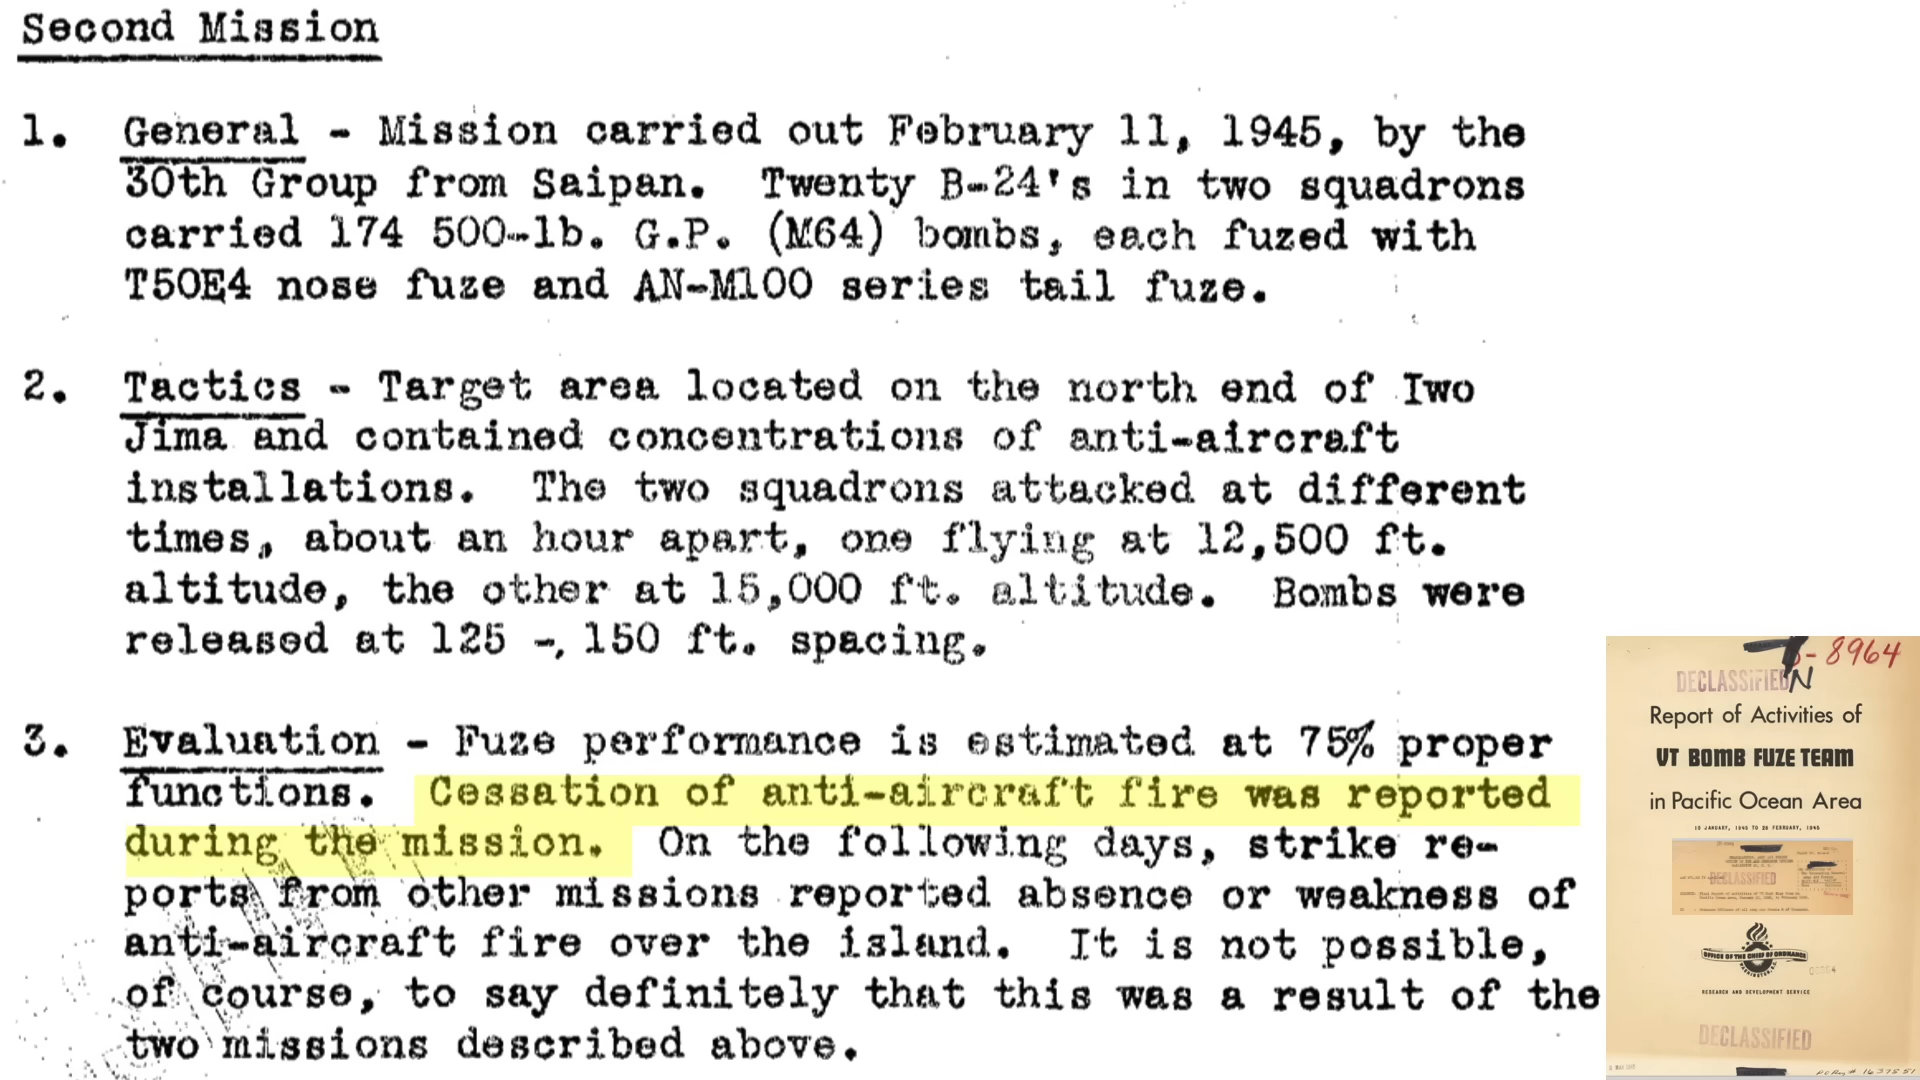 Second Mission
1. General - Mission carried out February 11, 1945, by the
30th Group from Saipan. Twenty B-24's in two squadrons
carried 174 500-lb. G.P. (M64) bombs, each fuzed with
T50E4 nose fuze and AN-M100 series tail fuze.
2. Tactics - Target area located on the north end of Iwo
Jima and contained concentrations of anti-aircraft
installations. The two squadrons attacked at different
times, about an hour apart, one flying at 12,500 ft.
altitude, the other at 15,000 ft. altitude. Bombs were
released at 125 - 150 ft. spacing.
3. Evaluation - Fuze performance is estimated at 75% proper
functions. Cessation of anti-aircraft fire was reported
during the mission. On the following days, strike re-
ports from other missions reported absence or weakness of
anti-aircraft fire over the island. It is not possible,
of course, to say definitely that this was a result of the
two missions described above.
8964
DECLASSIFIED
N
Report of Activities of
VT BOMB FUZE TEAM
in Pacific Ocean Area
DECLASSIFIED
OFFICE OF THE CHIEF OF ORDNANCE
RESEARCH AND DEVELOPMENT SERVICE
DECLASSIFIED